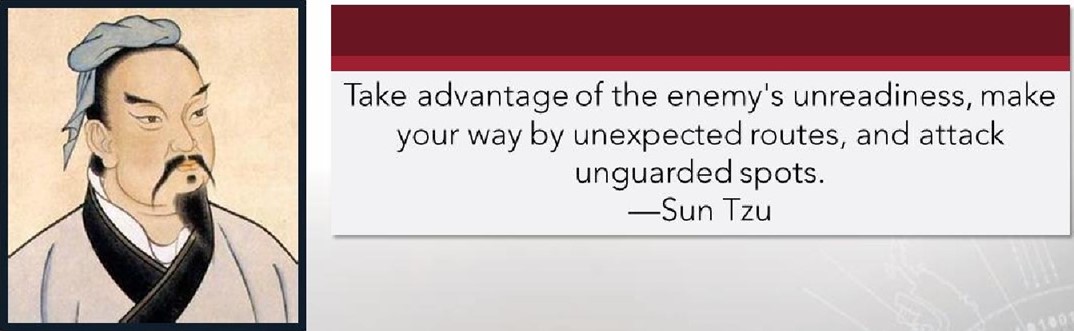 Take advantage of the enemy's unreadiness, make
your way by unexpected routes, and attack
unguarded spots.
—Sun Tzu